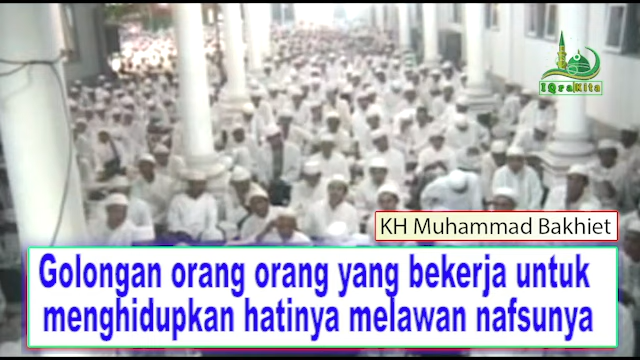 IQraKita
KH Muhammad Bakhiet
Golongan orang orang yang bekerja untuk
menghidupkan hatinya melawan nafsunya